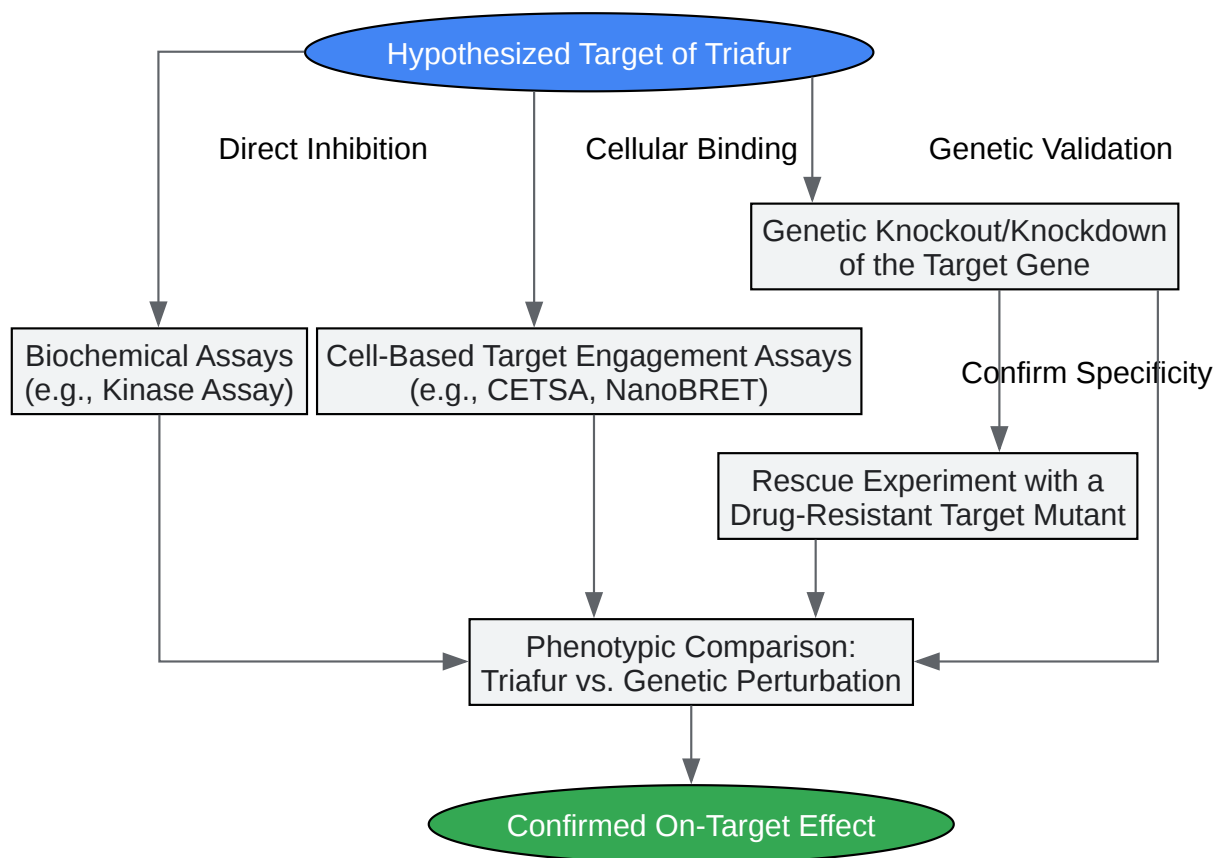 Hypothesized Target of Triafur
Direct Inhibition
Cellular Binding
Genetic Validation
Genetic Knockout/Knockdown
of the Target Gene
Biochemical Assays
(e.g., Kinase Assay)
Cell-Based Target Engagement Assays
(e.g., CETSA, NanoBRET)
Confirm Specificity
Rescue Experiment with a
Drug-Resistant Target Mutant
Phenotypic Comparison:
Triafur vs. Genetic Perturbation
Confirmed On-Target Effect